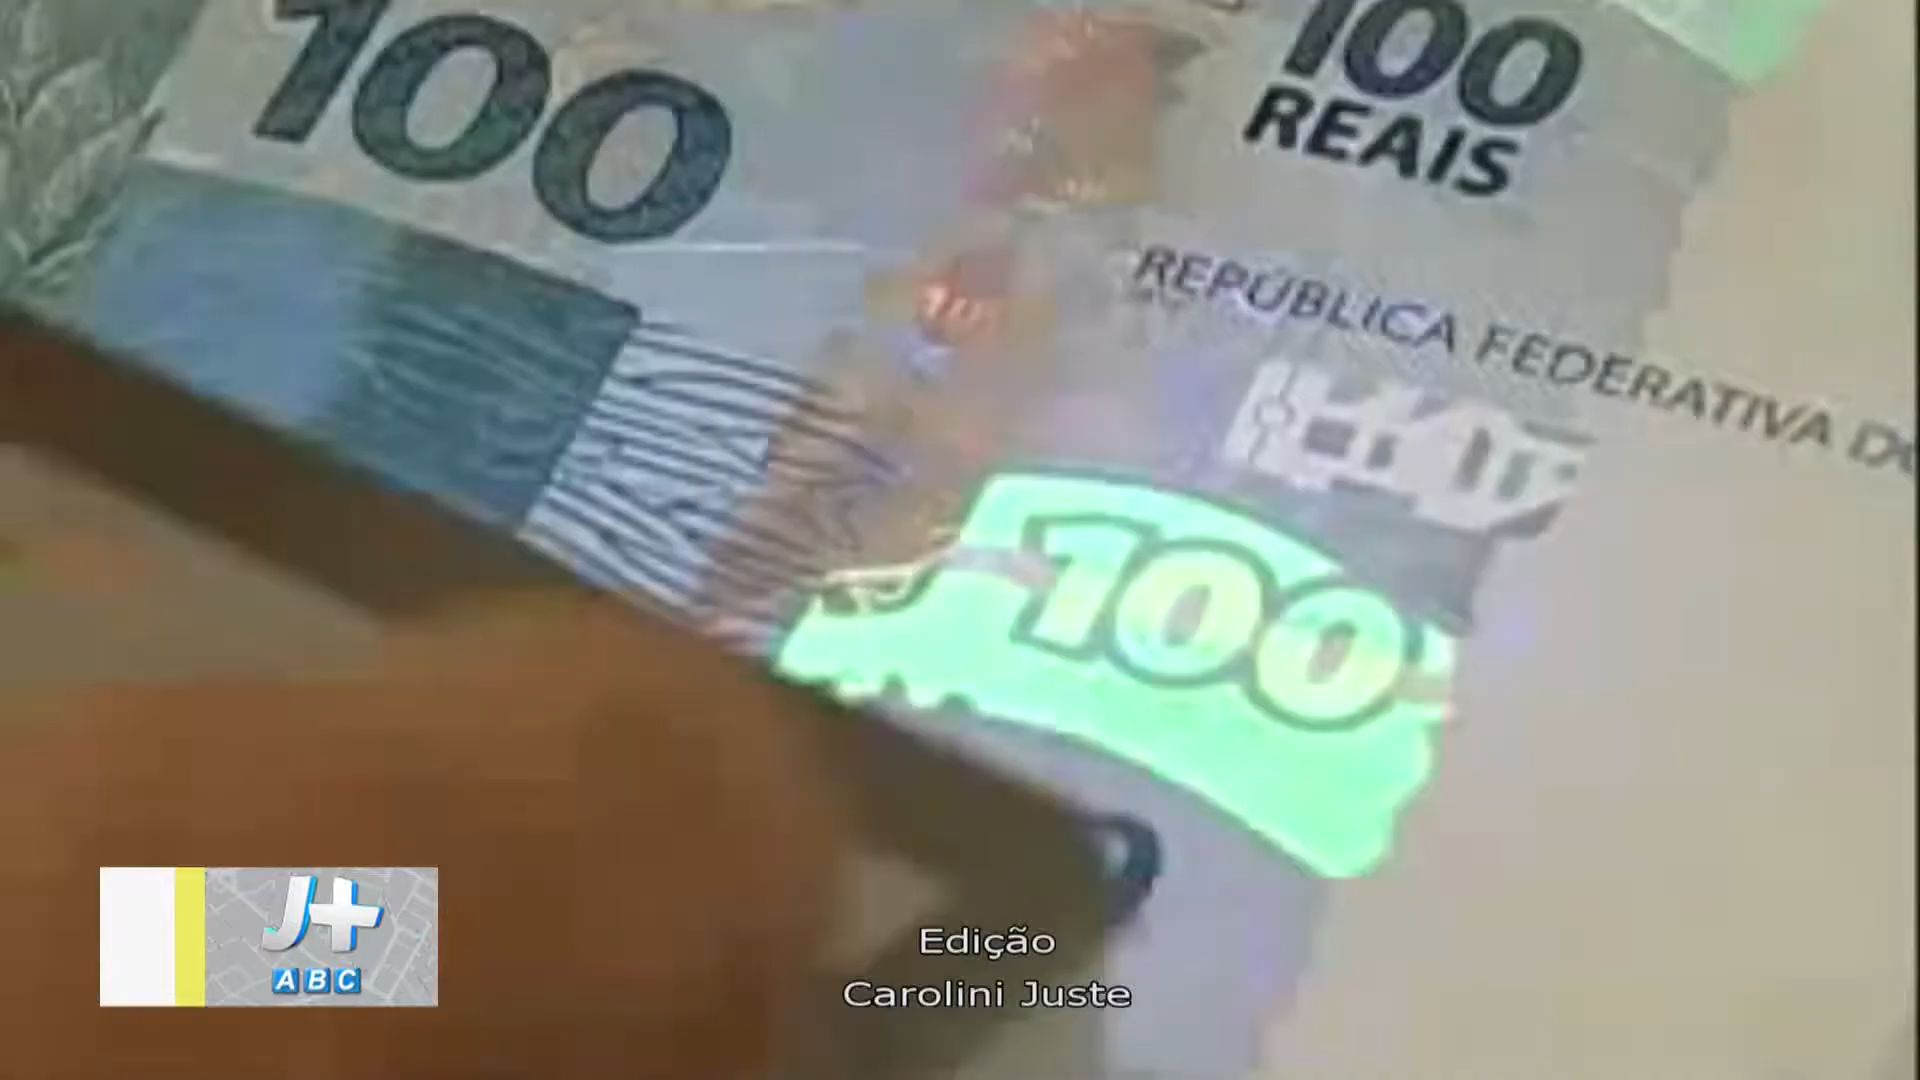 100
100
REAIS
REPÚBLICA FEDERATIVA
100
J+
ABC
Edição
Carolini Juste